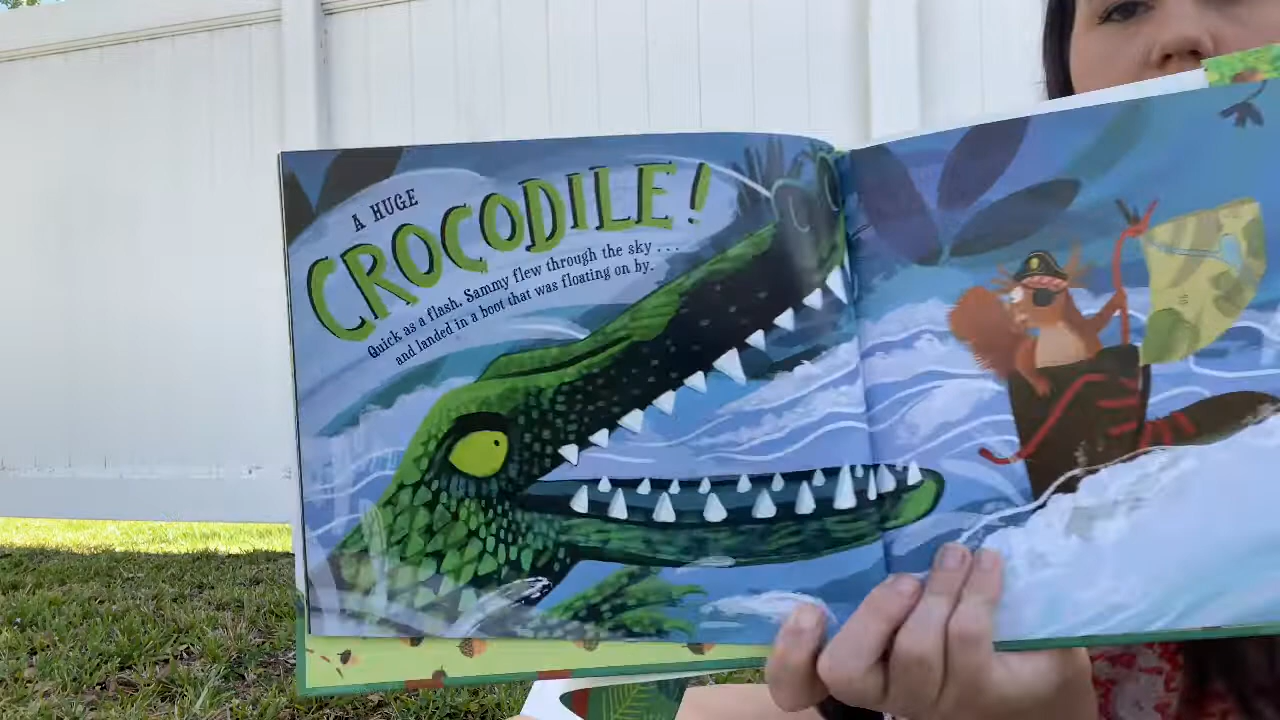 A HUGE
CROCODILE!
Quick as a flash, Sammy flew through the sky . . .
and landed in a boot that was floating on by.